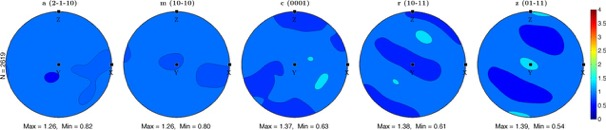 a (2-1-10)
m (10-10)
c (0001)
r (10-11)
z (01-11)
N = 2619
Z
Y
X
Z
Y
X
Z
Y
X
Z
Y
X
Z
Y
X
4
3.5
3
2.5
2
1.5
1
0.5
0
Max = 1.26, Min = 0.82
Max = 1.26, Min = 0.80
Max = 1.37, Min = 0.63
Max = 1.38, Min = 0.61
Max = 1.39, Min = 0.54